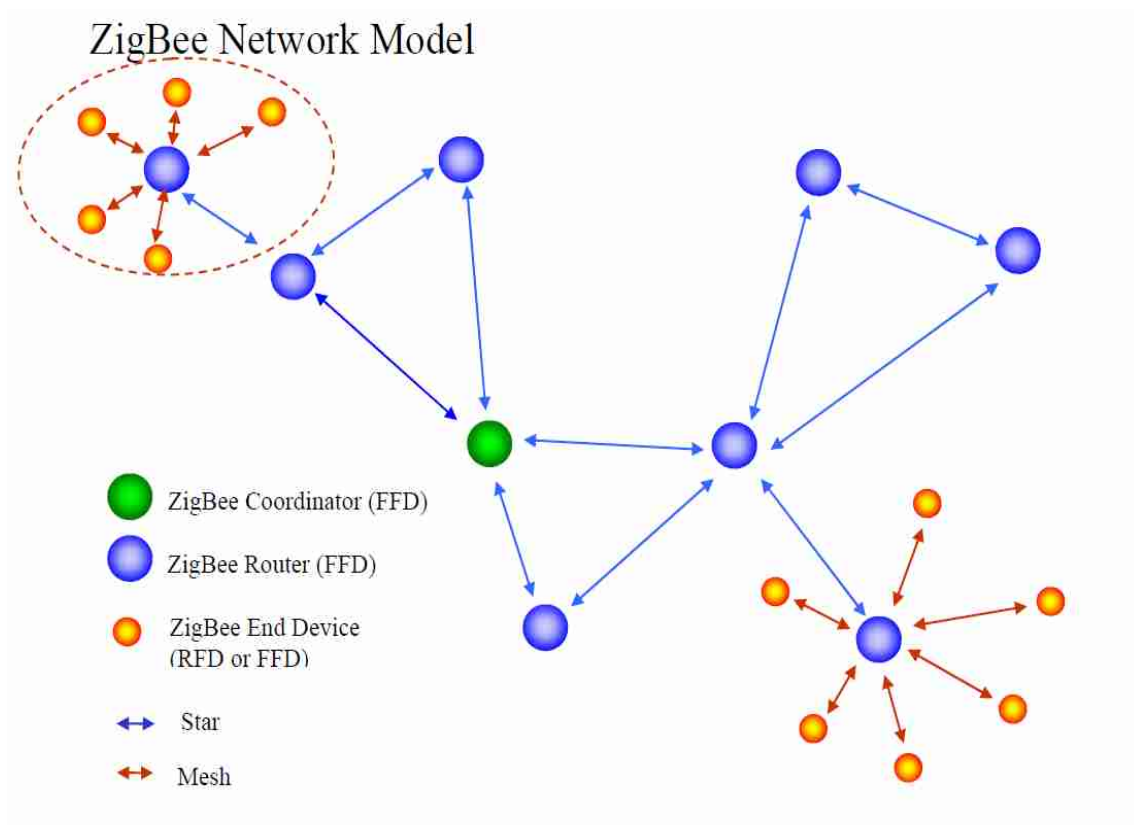 ZigBee Network Model
ZigBee Coordinator (FFD)
ZigBee Router (FFD)
ZigBee End Device
(RFD or FFD)
Star
Mesh